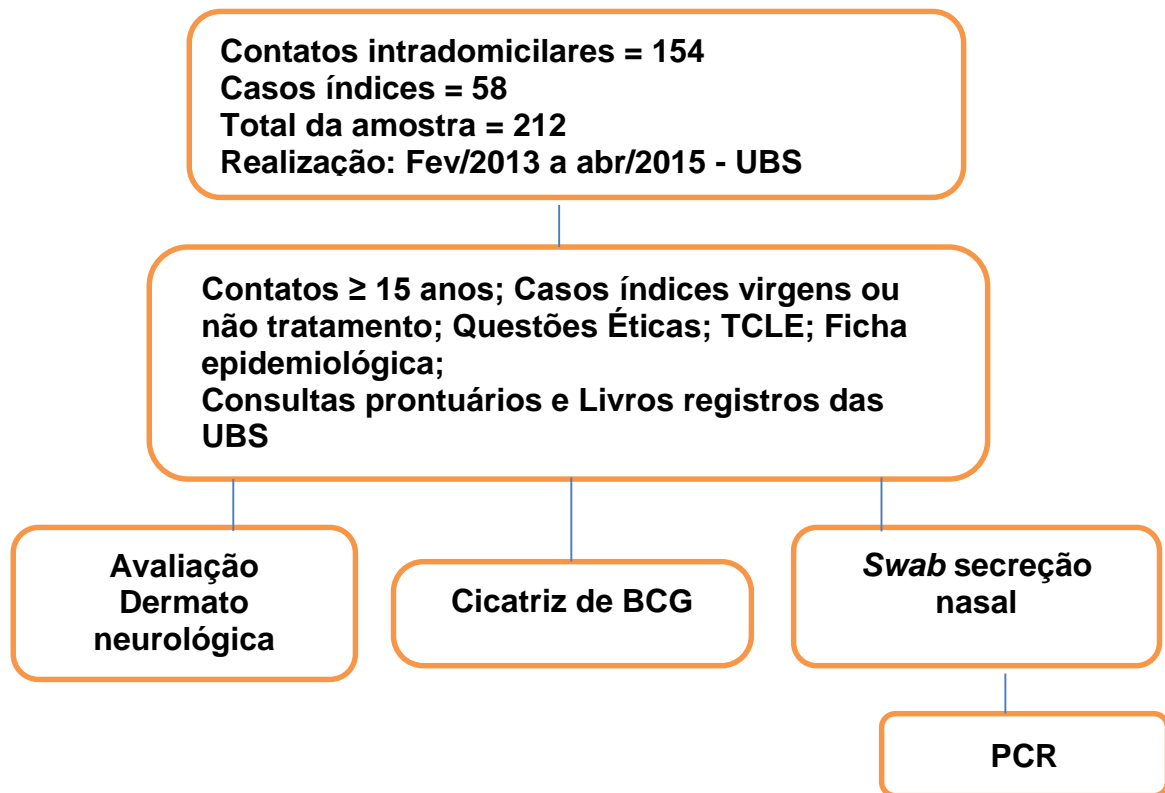 Contatos intradomicilares = 154
Casos índices = 58
Total da amostra = 212
Realização: Fev/2013 a abr/2015 - UBS
Contatos ≥ 15 anos; Casos índices virgens ou
não tratamento; Questões Éticas; TCLE; Ficha
epidemiológica;
Consultas prontuários e Livros registros das
UBS
Avaliação
Dermato
neurológica
Cicatriz de BCG
Swab secreção
nasal
PCR